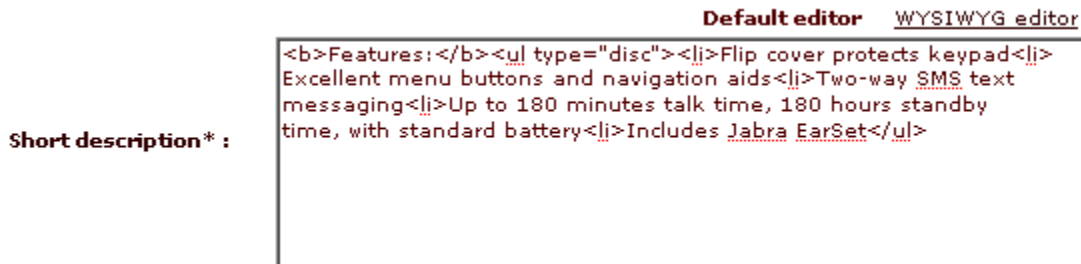 Default editor WYSIWYG editor
<b>Features:</b><ul type="disc"><li>Flip cover protects keypad<li>
Excellent menu buttons and navigation aids<li>Two-way SMS text
messaging<li>Up to 180 minutes talk time, 180 hours standby
time, with standard battery<li>Includes Jabra EarSet</ul>
Short description* :